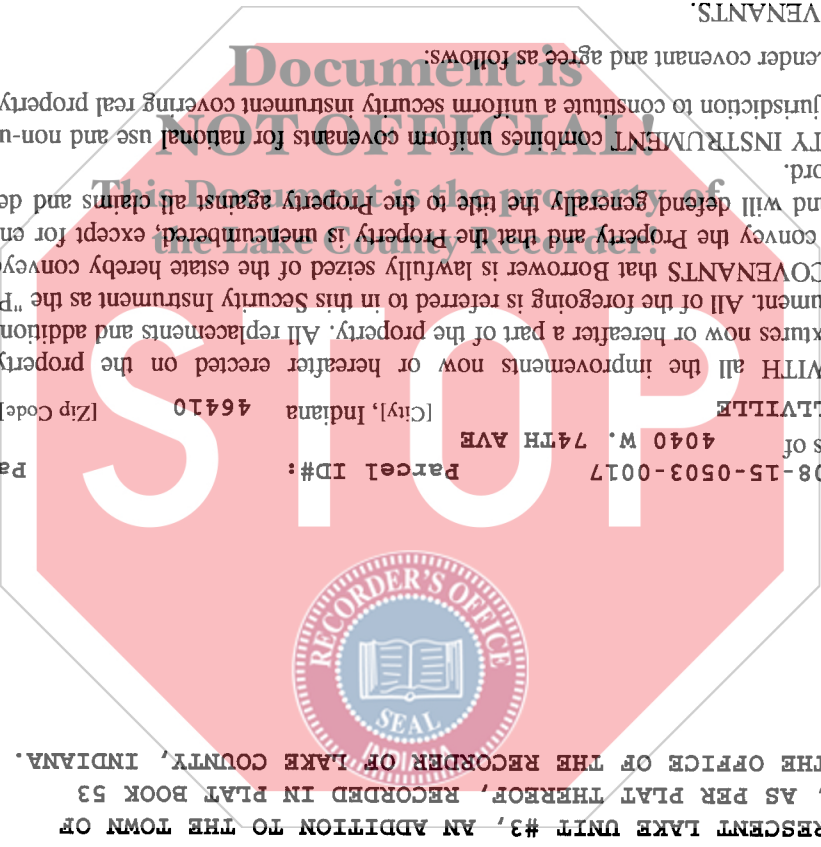 RESCENT LAKE UNIT #3, AN ADDITION TO THE TOWN OF
, AS PER PLAT THEREOF, RECORDED IN PLAT BOOK 53
THE OFFICE OF THE RECORDER OF LAKE COUNTY, INDIANA.
08-15-0503-0017 Parcel ID#: Pa
s of 4040 W. 74TH AVE
LLVILLE [City], Indiana 46410 [Zip Code]
WITH all the improvements now or hereafter erected on the property
xtures now or hereafter a part of the property. All replacements and addition
ument. All of the foregoing is referred to in this Security Instrument as the "P
COVENANTS that Borrower is lawfully seized of the estate hereby convey
convey the Property and that the Property is unencumbered, except for en
nd will defend generally the title to the Property against all claims and de
ord.
TY INSTRUMENT combines uniform covenants for national use and non-u
jurisdiction to constitute a uniform security instrument covering real property
ender covenant and agree as follows:
VENANTS.
Document is
NOT OFFICIAL!
This Document is the property of
the Lake County Recorder!
STOP
RECORDER'S OFFICE
SEAL
INDIANA